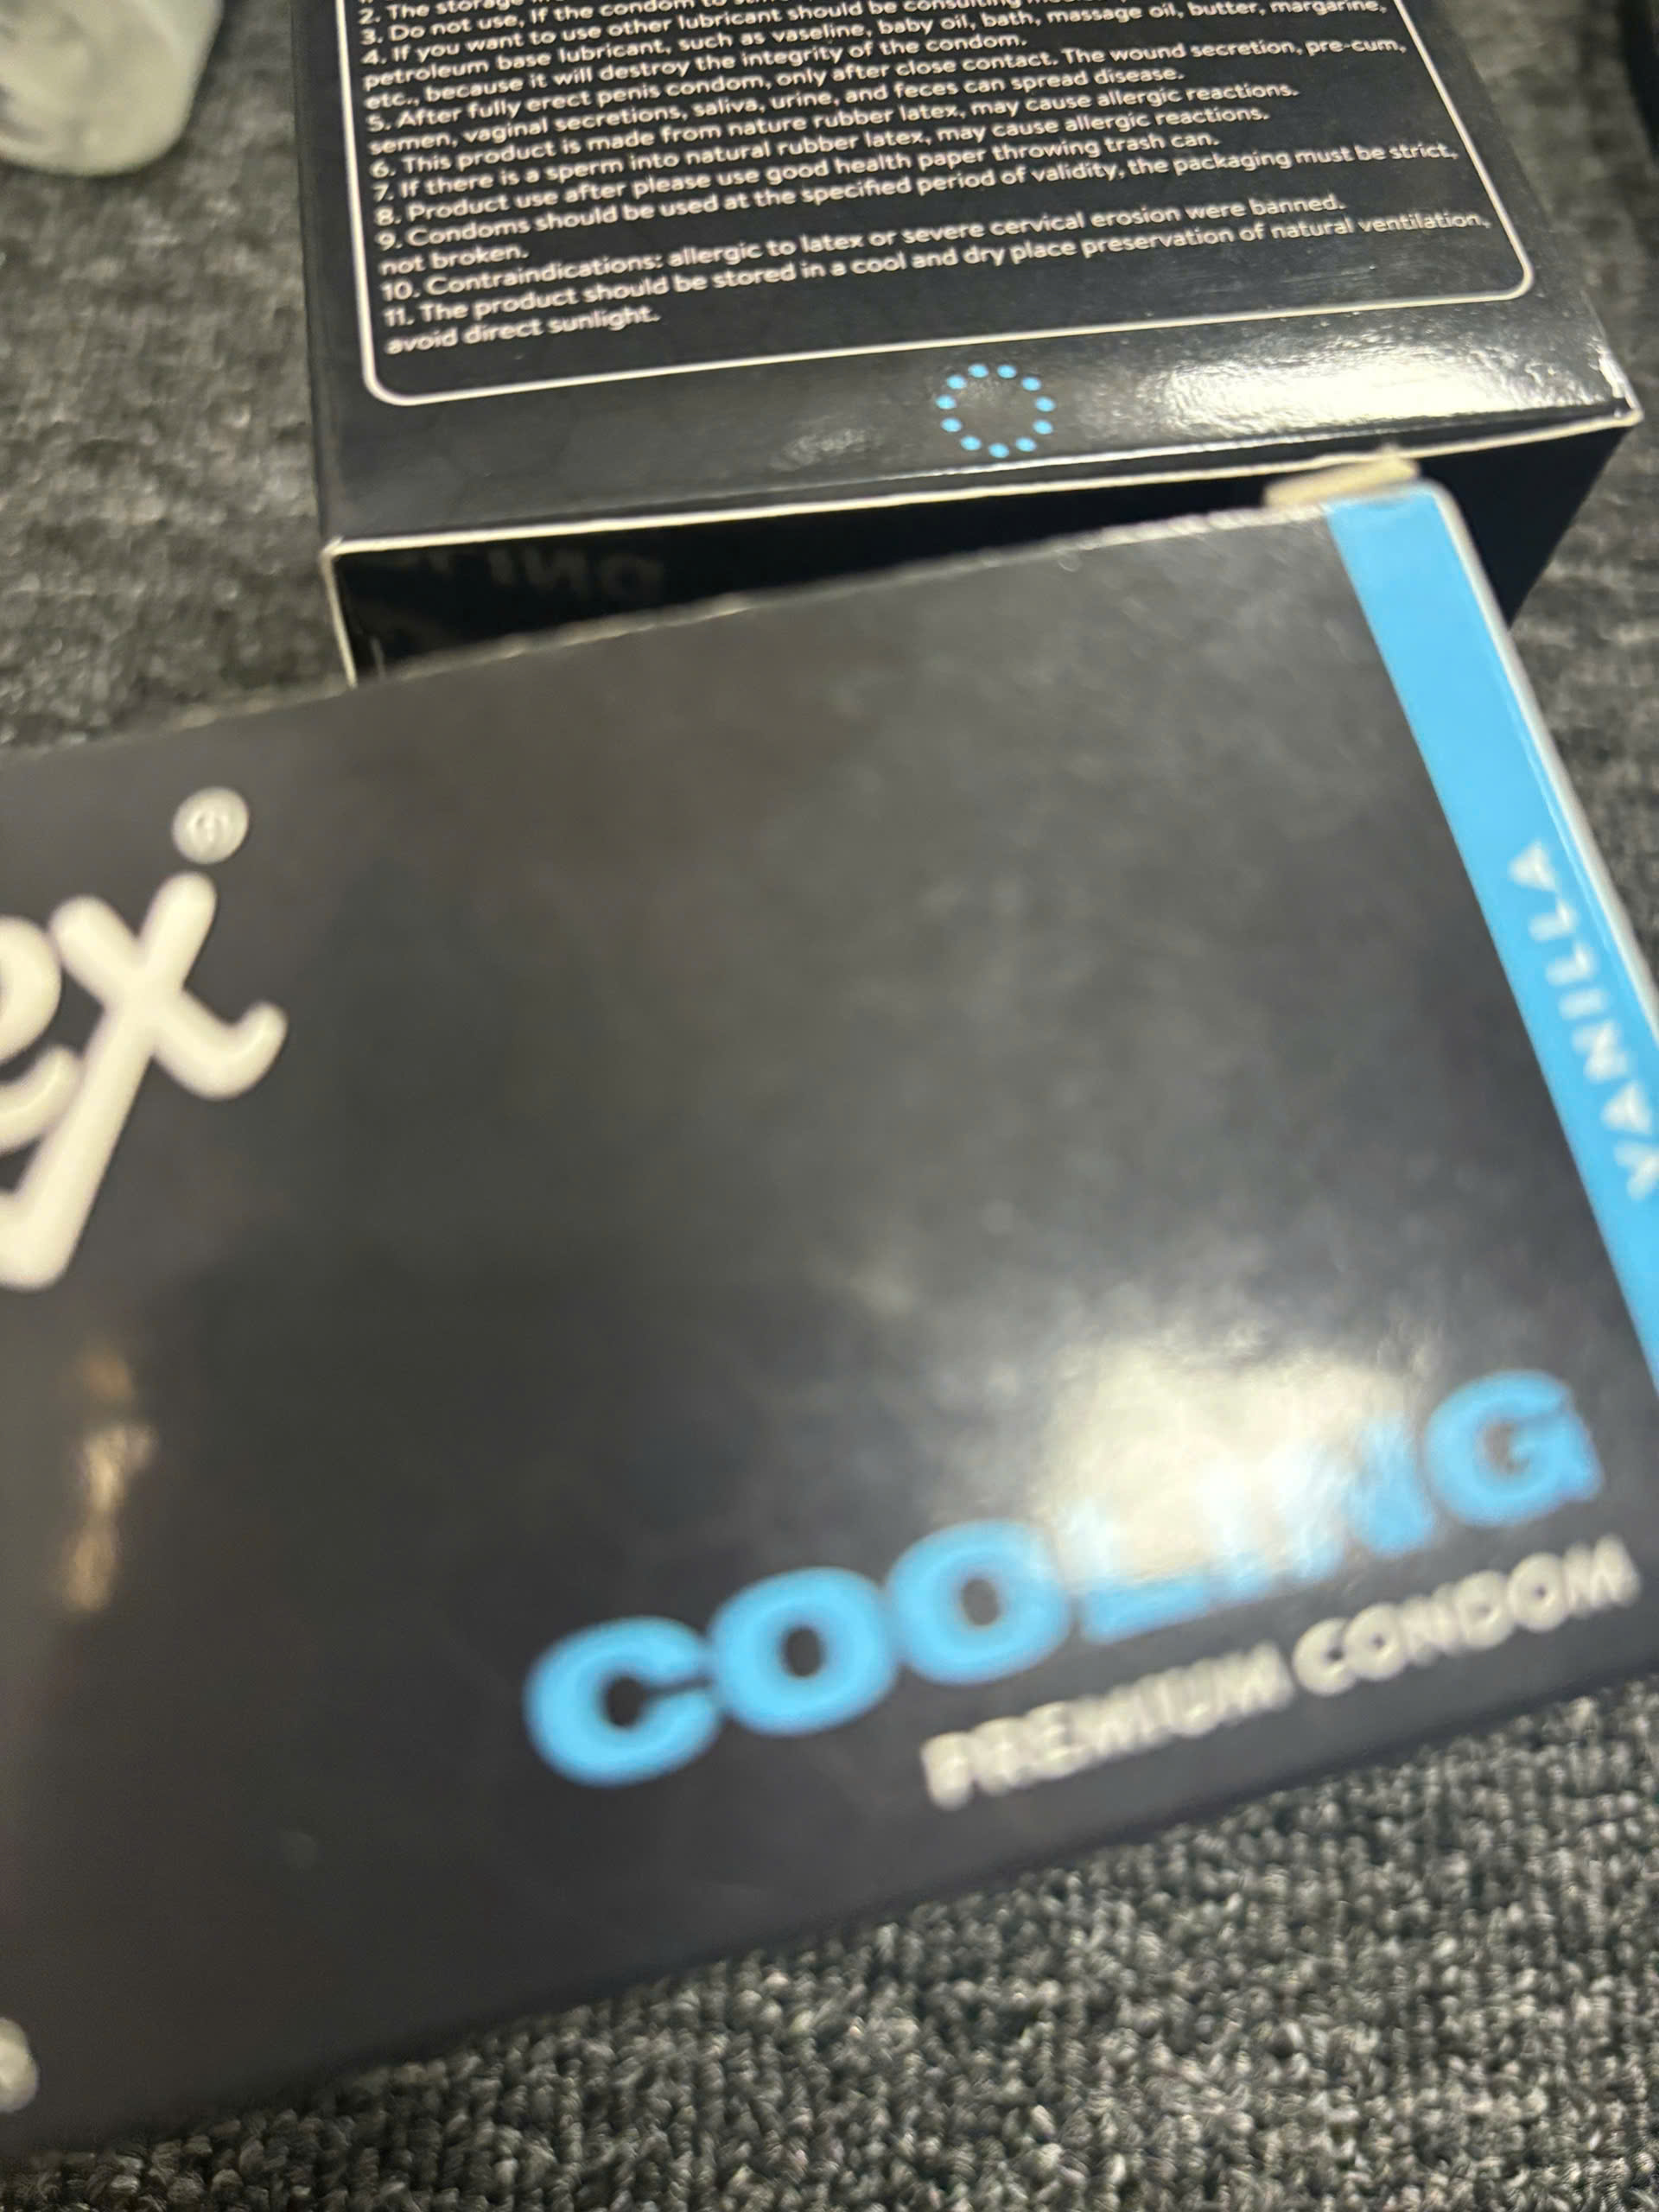 2. The storage
3. Do not use, If the condom to
4. If you want to use other lubricant should be consulting
petroleum base lubricant, such as vaseline, baby oil, bath, massage oil, butter, margarine,
etc., because it will destroy the integrity of the condom.
5. After fully erect penis condom, only after close contact. The wound secretion, pre-cum,
semen, vaginal secretions, saliva, urine, and feces can spread disease.
6. This product is made from nature rubber latex, may cause allergic reactions.
7. If there is a sperm into natural rubber latex, may cause allergic reactions.
8. Product use after please use good health paper throwing trash can.
9. Condoms should be used at the specified period of validity, the packaging must be strict,
not broken.
10. Contraindications: allergic to latex or severe cervical erosion were banned.
11. The product should be stored in a cool and dry place preservation of natural ventilation,
avoid direct sunlight.
ex
VANILLA
COOLING
PREMIUM CONDOM